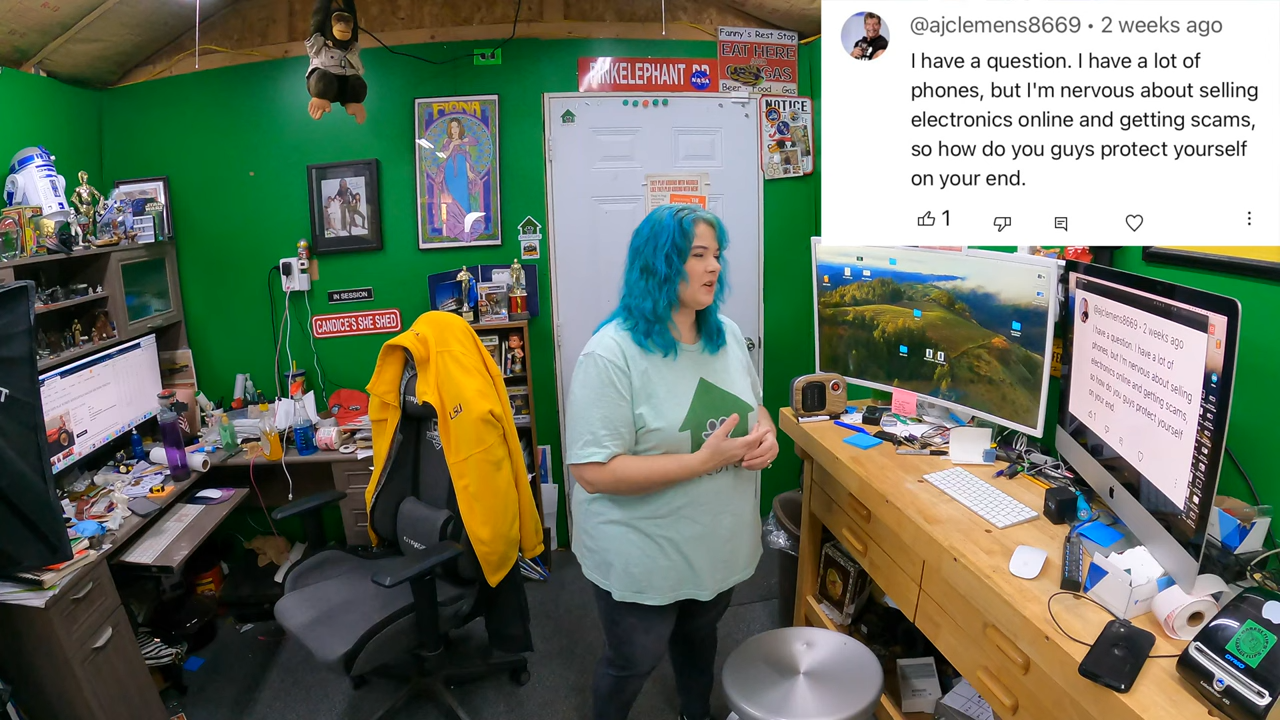 @ajclemens8669 • 2 weeks ago
I have a question. I have a lot of
phones, but I'm nervous about selling
electronics online and getting scams,
so how do you guys protect yourself
on your end.
1
Fanny's Rest Stop
EAT HERE
GAS
Beer Food Gas
PINKELEPHANT RD
NASA
NOTICE
FIONA
IN SESSION
CANDICE'S SHE SHED
LSU
@ajclemens8669 • 2 weeks ago
I have a question. I have a lot of
phones, but I'm nervous about selling
electronics online and getting scams,
so how do you guys protect yourself
on your end.
1
DYMO